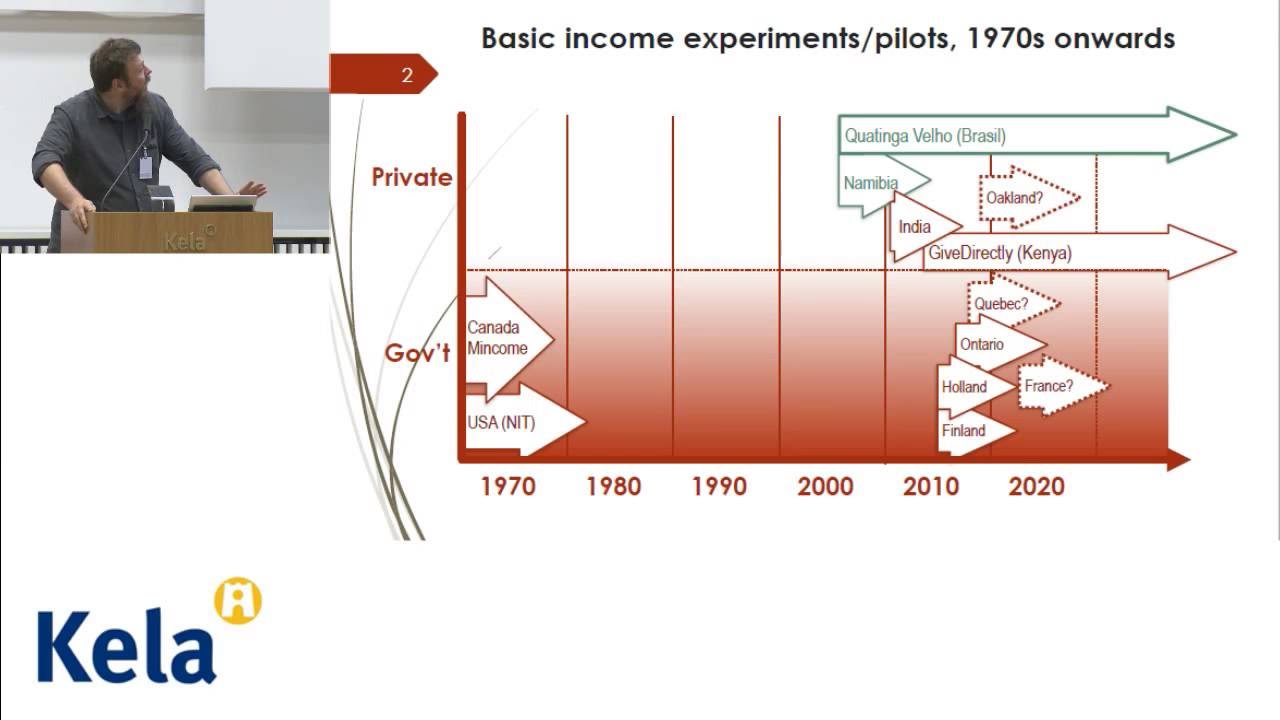 Basic income experiments/pilots, 1970s onwards
2
Private
Gov't
Quatinga Velho (Brasil)
Namibia
Oakland?
India
GiveDirectly (Kenya)
Quebec?
Canada
Mincome
Ontario
Holland
France?
USA (NIT)
Finland
1970 1980 1990 2000 2010 2020
Kela
Kela